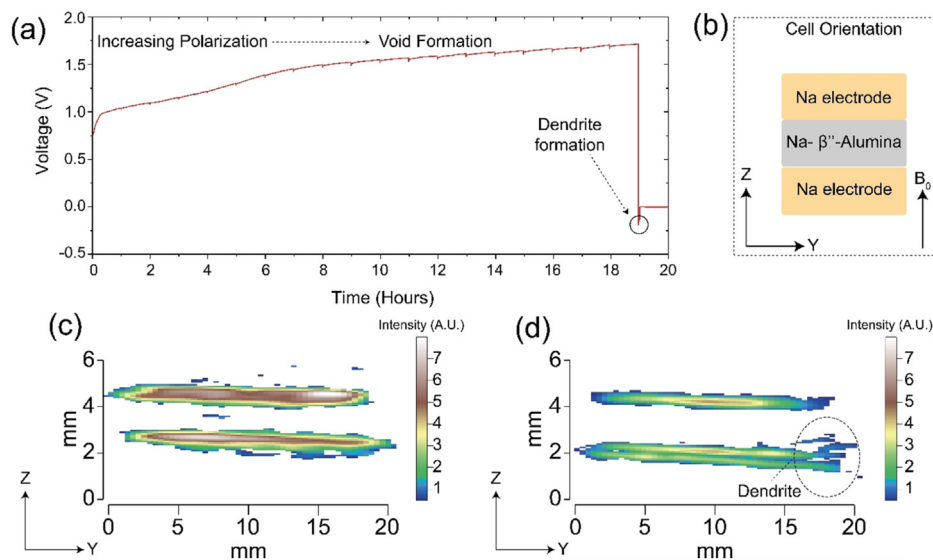 (a)
2.0
1.5
1.0
0.5
0.0
-0.5
Voltage (V)
Increasing Polarization
Void Formation
Dendrite
formation
0 2 4 6 8 10 12 14 16 18 20
Time (Hours)
(b)
Cell Orientation
Na electrode
Na- β''-Alumina
Na electrode
Z
Y
B₀
(c)
Intensity (A.U.)
7
6
5
4
3
2
1
6
4
2
0
mm
0 5 10 15 20
mm
Z
Y
(d)
Intensity (A.U.)
7
6
5
4
3
2
1
6
4
2
0
mm
Dendrite
0 5 10 15 20
mm
Z
Y